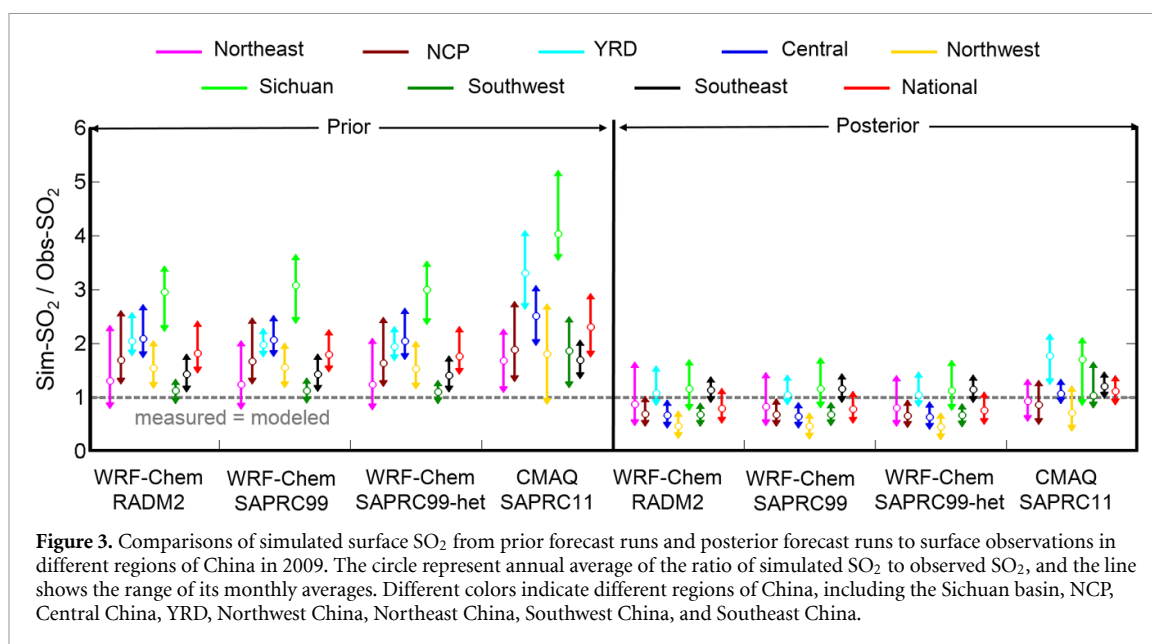 Northeast NCP YRD Central Northwest
Sichuan Southwest Southeast National
Prior Posterior
Sim-SO₂ / Obs-SO₂
6
5
4
3
2
1
0
measured = modeled
WRF-Chem RADM2
WRF-Chem SAPRC99
WRF-Chem SAPRC99-het
CMAQ SAPRC11
WRF-Chem RADM2
WRF-Chem SAPRC99
WRF-Chem SAPRC99-het
CMAQ SAPRC11
Figure 3. Comparisons of simulated surface SO₂ from prior forecast runs and posterior forecast runs to surface observations in
different regions of China in 2009. The circle represent annual average of the ratio of simulated SO₂ to observed SO₂, and the line
shows the range of its monthly averages. Different colors indicate different regions of China, including the Sichuan basin, NCP,
Central China, YRD, Northwest China, Northeast China, Southwest China, and Southeast China.